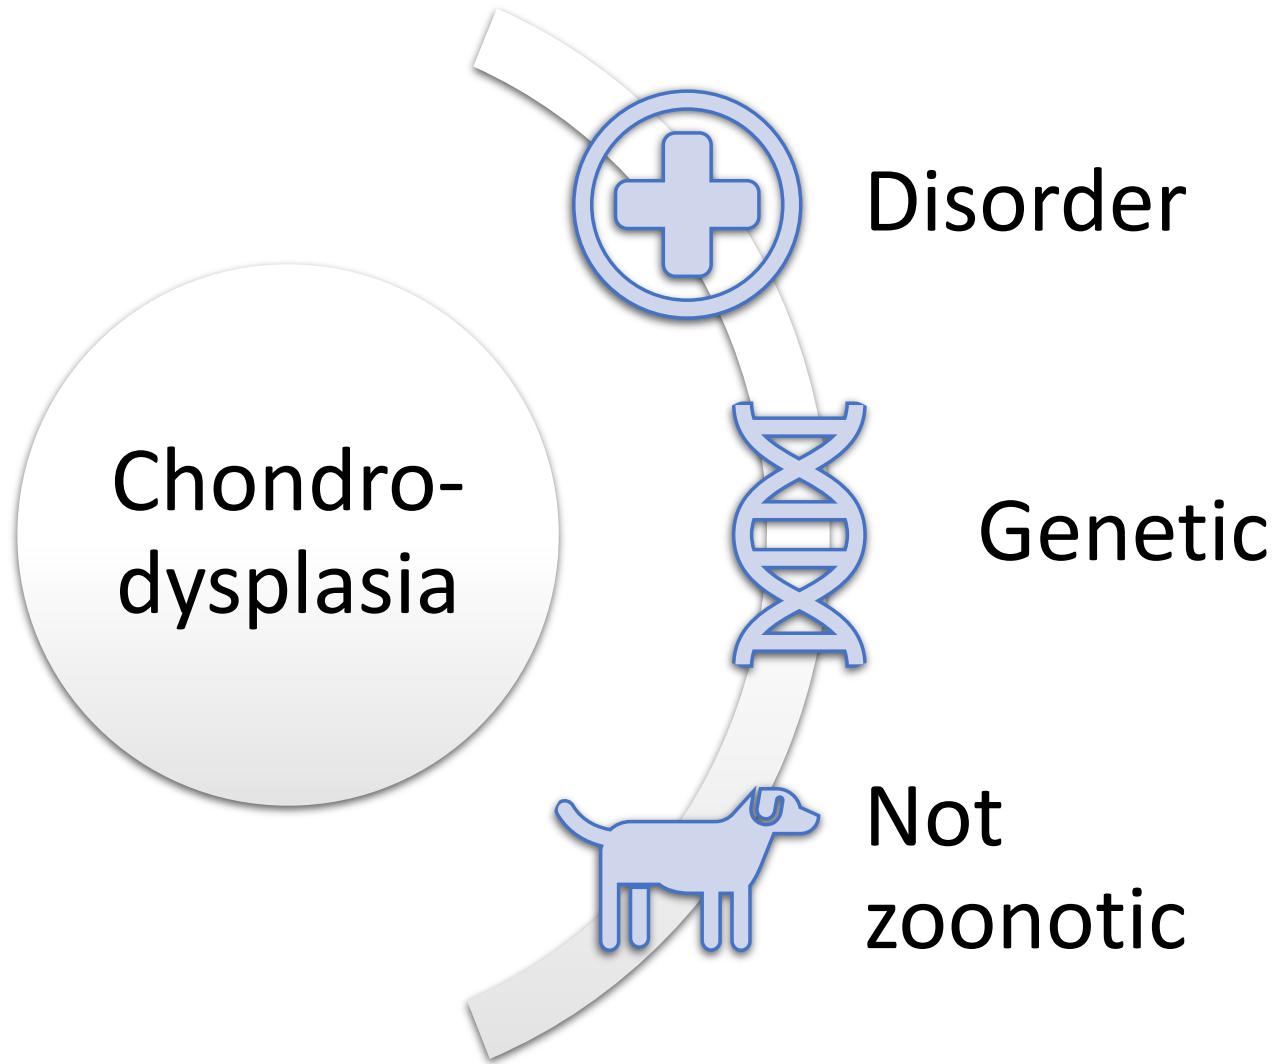 Chondro-
dysplasia
Disorder
Genetic
Not
zoonotic